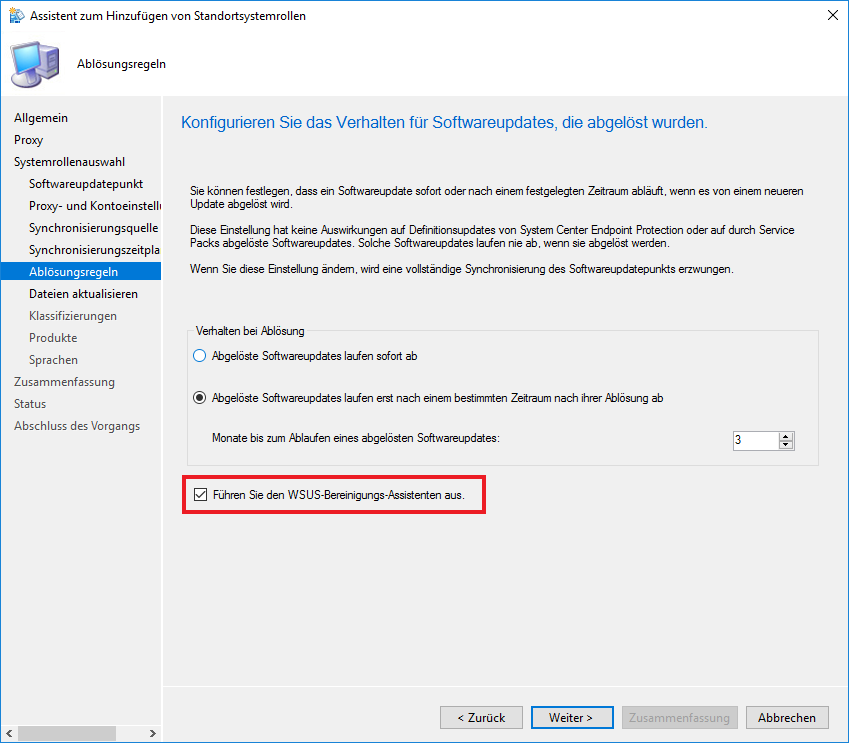 Assistent zum Hinzufügen von Standortsystemrollen
Ablösungsregeln
Allgemein
Proxy
Systemrollenauswahl
Softwareupdatepunkt
Proxy- und Kontoeinstellu
Synchronisierungsquelle
Synchronisierungszeitpla
Ablösungsregeln
Dateien aktualisieren
Klassifizierungen
Produkte
Sprachen
Zusammenfassung
Status
Abschluss des Vorgangs
Konfigurieren Sie das Verhalten für Softwareupdates, die abgelöst wurden.
Sie können festlegen, dass ein Softwareupdate sofort oder nach einem festgelegten Zeitraum abläuft, wenn es von einem neueren
Update abgelöst wird.
Diese Einstellung hat keine Auswirkungen auf Definitionsupdates von System Center Endpoint Protection oder auf durch Service
Packs abgelöste Softwareupdates. Solche Softwareupdates laufen nie ab, wenn sie abgelöst werden.
Wenn Sie diese Einstellung ändern, wird eine vollständige Synchronisierung des Softwareupdatepunkts erzwungen.
Verhalten bei Ablösung
Abgelöste Softwareupdates laufen sofort ab
Abgelöste Softwareupdates laufen erst nach einem bestimmten Zeitraum nach ihrer Ablösung ab
Monate bis zum Ablaufen eines abgelösten Softwareupdates: 3
Führen Sie den WSUS-Bereinigungs-Assistenten aus.
< Zurück Weiter > Zusammenfassung Abbrechen